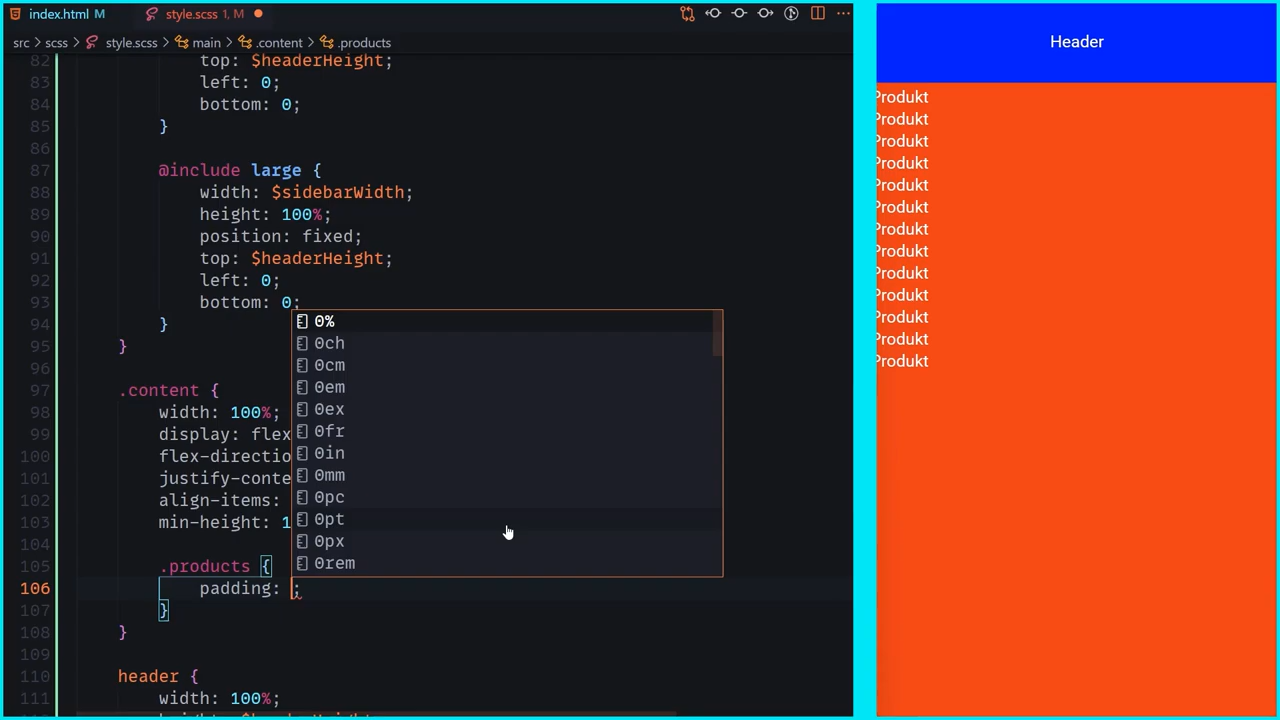 index.html M
style.scss 1, M
src > scss > style.scss > main > .content > .products
82 top: $headerHeight;
83 left: 0;
84 bottom: 0;
85 }
86
87 @include large {
88 width: $sidebarWidth;
89 height: 100%;
90 position: fixed;
91 top: $headerHeight;
92 left: 0;
93 bottom: 0;
94 }
95 }
96
97 .content {
98 width: 100%;
99 display: flex
100 flex-directio
101 justify-conte
102 align-items:
103 min-height: 1
104
105 .products {
106 padding: ;
107 }
108 }
109
110 header {
111 width: 100%;
0%
0ch
0cm
0em
0ex
0fr
0in
0mm
0pc
0pt
0px
0rem
Header
Produkt
Produkt
Produkt
Produkt
Produkt
Produkt
Produkt
Produkt
Produkt
Produkt
Produkt
Produkt
Produkt